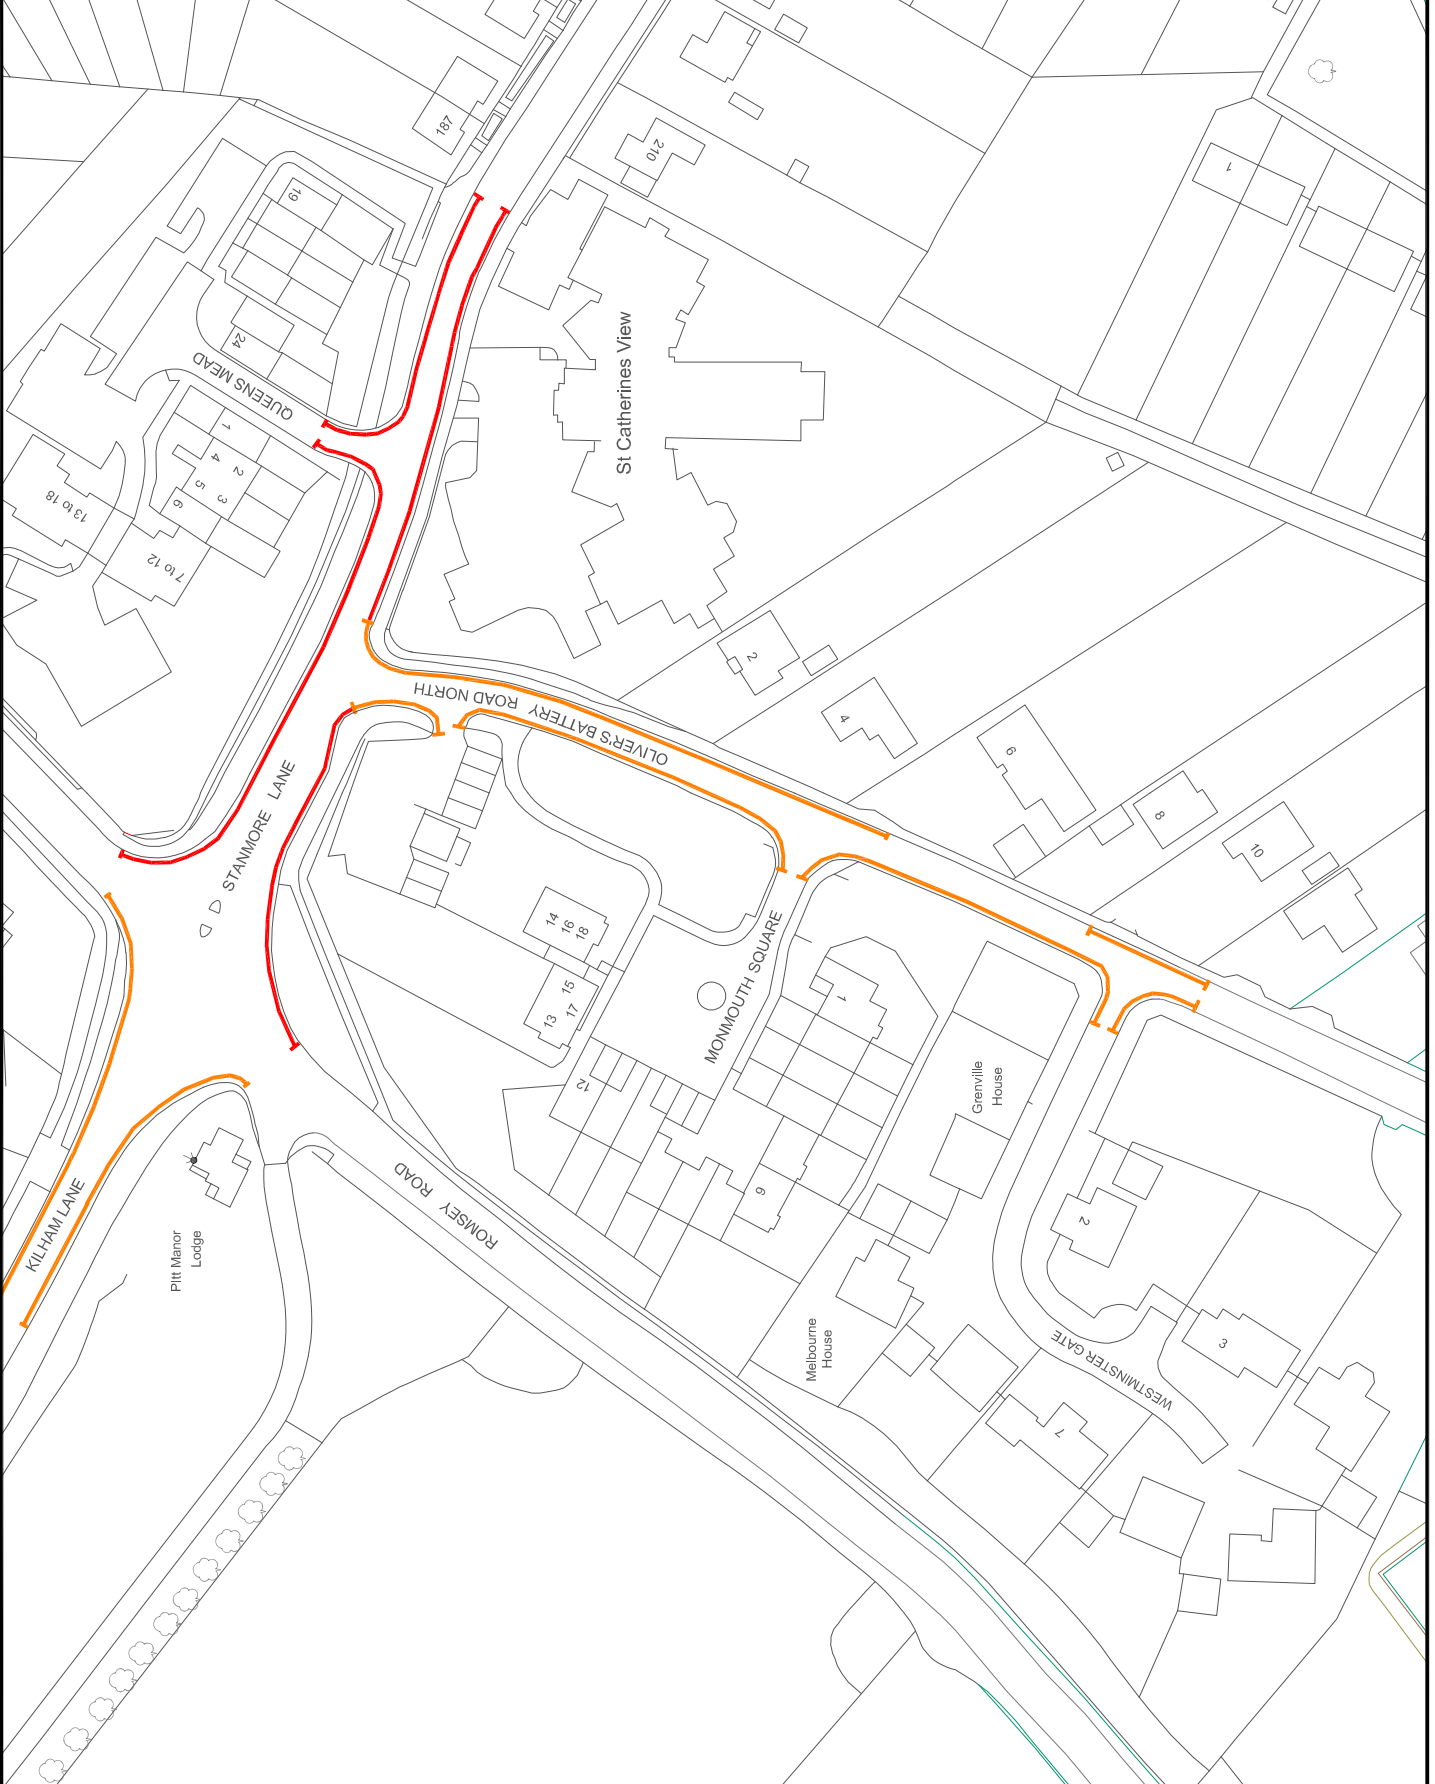 187
210
1
19
24
QUEENS MEAD
St Catherines View
1
4
2
5
3
6
13 to 18
7 to 12
2
4
OLIVER'S BATTERY ROAD NORTH
6
8
10
STANMORE LANE
14
16
18
15
17
13
MONMOUTH SQUARE
1
12
Grenville
House
9
2
KILHAM LANE
Pitt Manor
Lodge
ROMSEY ROAD
Melbourne
House
WESTMINSTER GATE
3
7